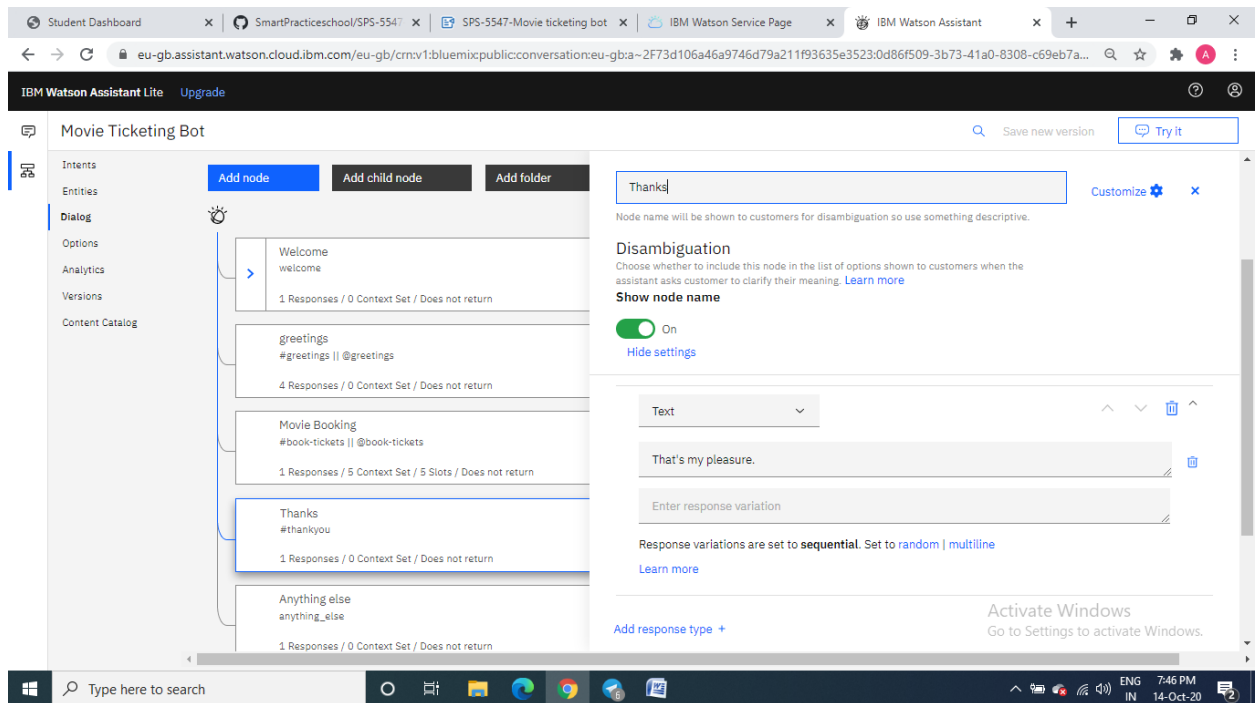 Student Dashboard
SmartPracticeschool/SPS-5547
SPS-5547-Movie ticketing bot
IBM Watson Service Page
IBM Watson Assistant
eu-gb.assistant.watson.cloud.ibm.com/eu-gb/crn:v1:bluemix:public:conversation:eu-gb:a~2F73d106a46a9746d79a211f93635e3523:0d86f509-3b73-41a0-8308-c69eb7a...
A
IBM Watson Assistant Lite Upgrade
Movie Ticketing Bot
Save new version
Try it
Intents
Entities
Dialog
Options
Analytics
Versions
Content Catalog
Add node
Add child node
Add folder
Welcome
welcome
1 Responses / 0 Context Set / Does not return
greetings
#greetings || @greetings
4 Responses / 0 Context Set / Does not return
Movie Booking
#book-tickets || @book-tickets
1 Responses / 5 Context Set / 5 Slots / Does not return
Thanks
#thankyou
1 Responses / 0 Context Set / Does not return
Anything else
anything_else
1 Responses / 0 Context Set / Does not return
Thanks
Customize
Node name will be shown to customers for disambiguation so use something descriptive.
Disambiguation
Choose whether to include this node in the list of options shown to customers when the
assistant asks customer to clarify their meaning. Learn more
Show node name
On
Hide settings
Text
That's my pleasure.
Enter response variation
Response variations are set to sequential. Set to random | multiline
Learn more
Add response type +
Activate Windows
Go to Settings to activate Windows.
Type here to search
ENG
IN
7:46 PM
14-Oct-20
2